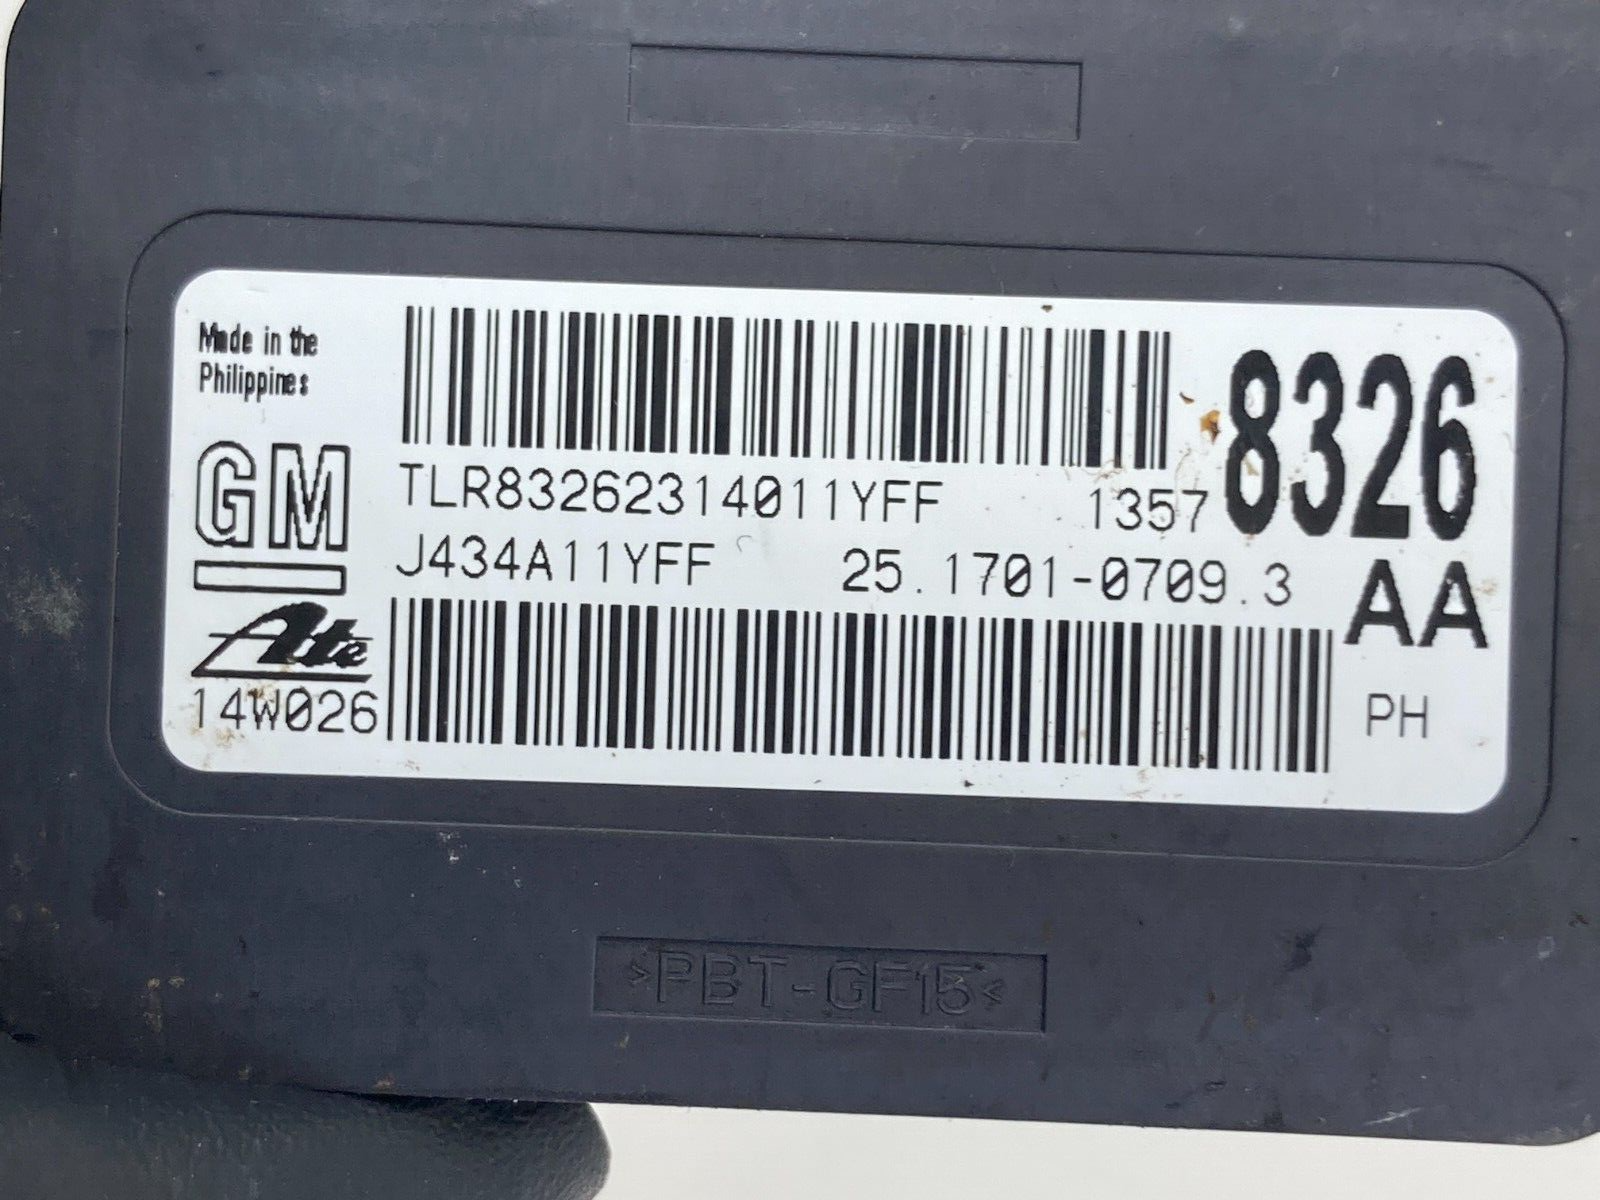 Made in the
Philippines
GM
Ate
14W026
TLR83262314011YFF 1357
J434A11YFF 25.1701-0709.3
8326
AA
PH
>PBT-GF15<